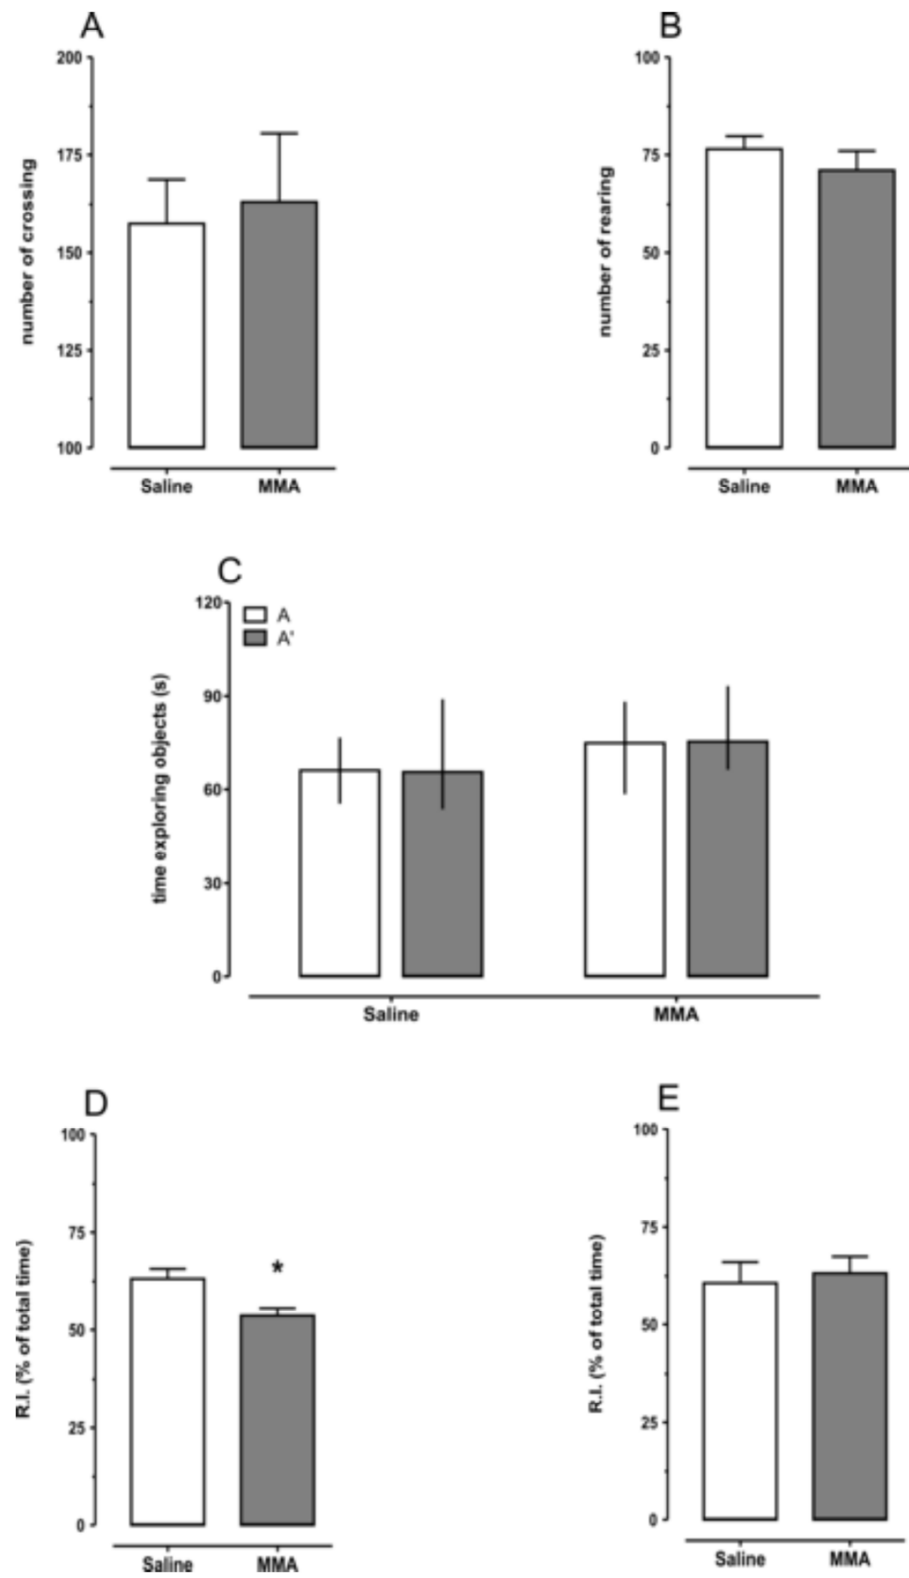 A
number of crossing
200
175
150
125
100
Saline MMA
B
number of rearing
100
75
50
25
0
Saline MMA
C
time exploring objects (s)
120
90
60
30
0
A
A'
Saline MMA
D
R.I. (% of total time)
100
75
50
25
0
*
Saline MMA
E
R.I. (% of total time)
100
75
50
25
0
Saline MMA